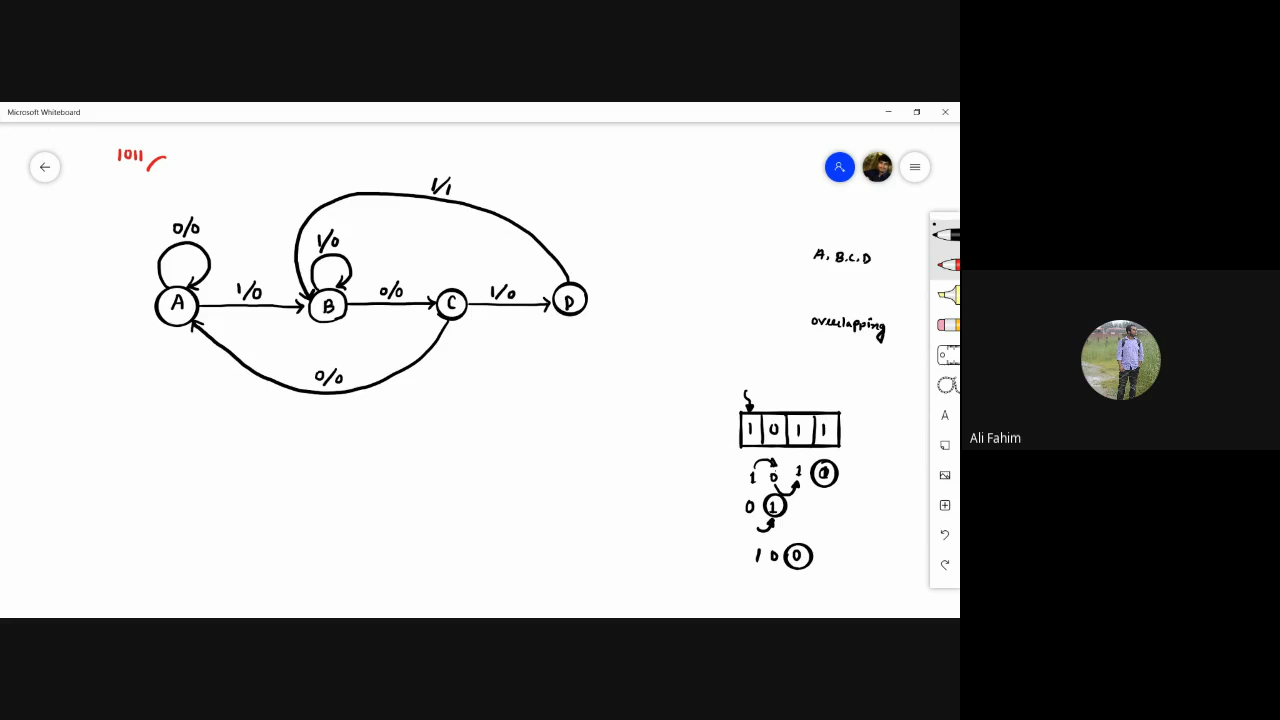 Microsoft Whiteboard
1011
1/1
0/0
1/0
A
1/0
B
0/0
C
1/0
D
0/0
A, B.C.D
overlapping
1 0 1 1
1 0 1
0 1
1 0 0
A
Ali Fahim